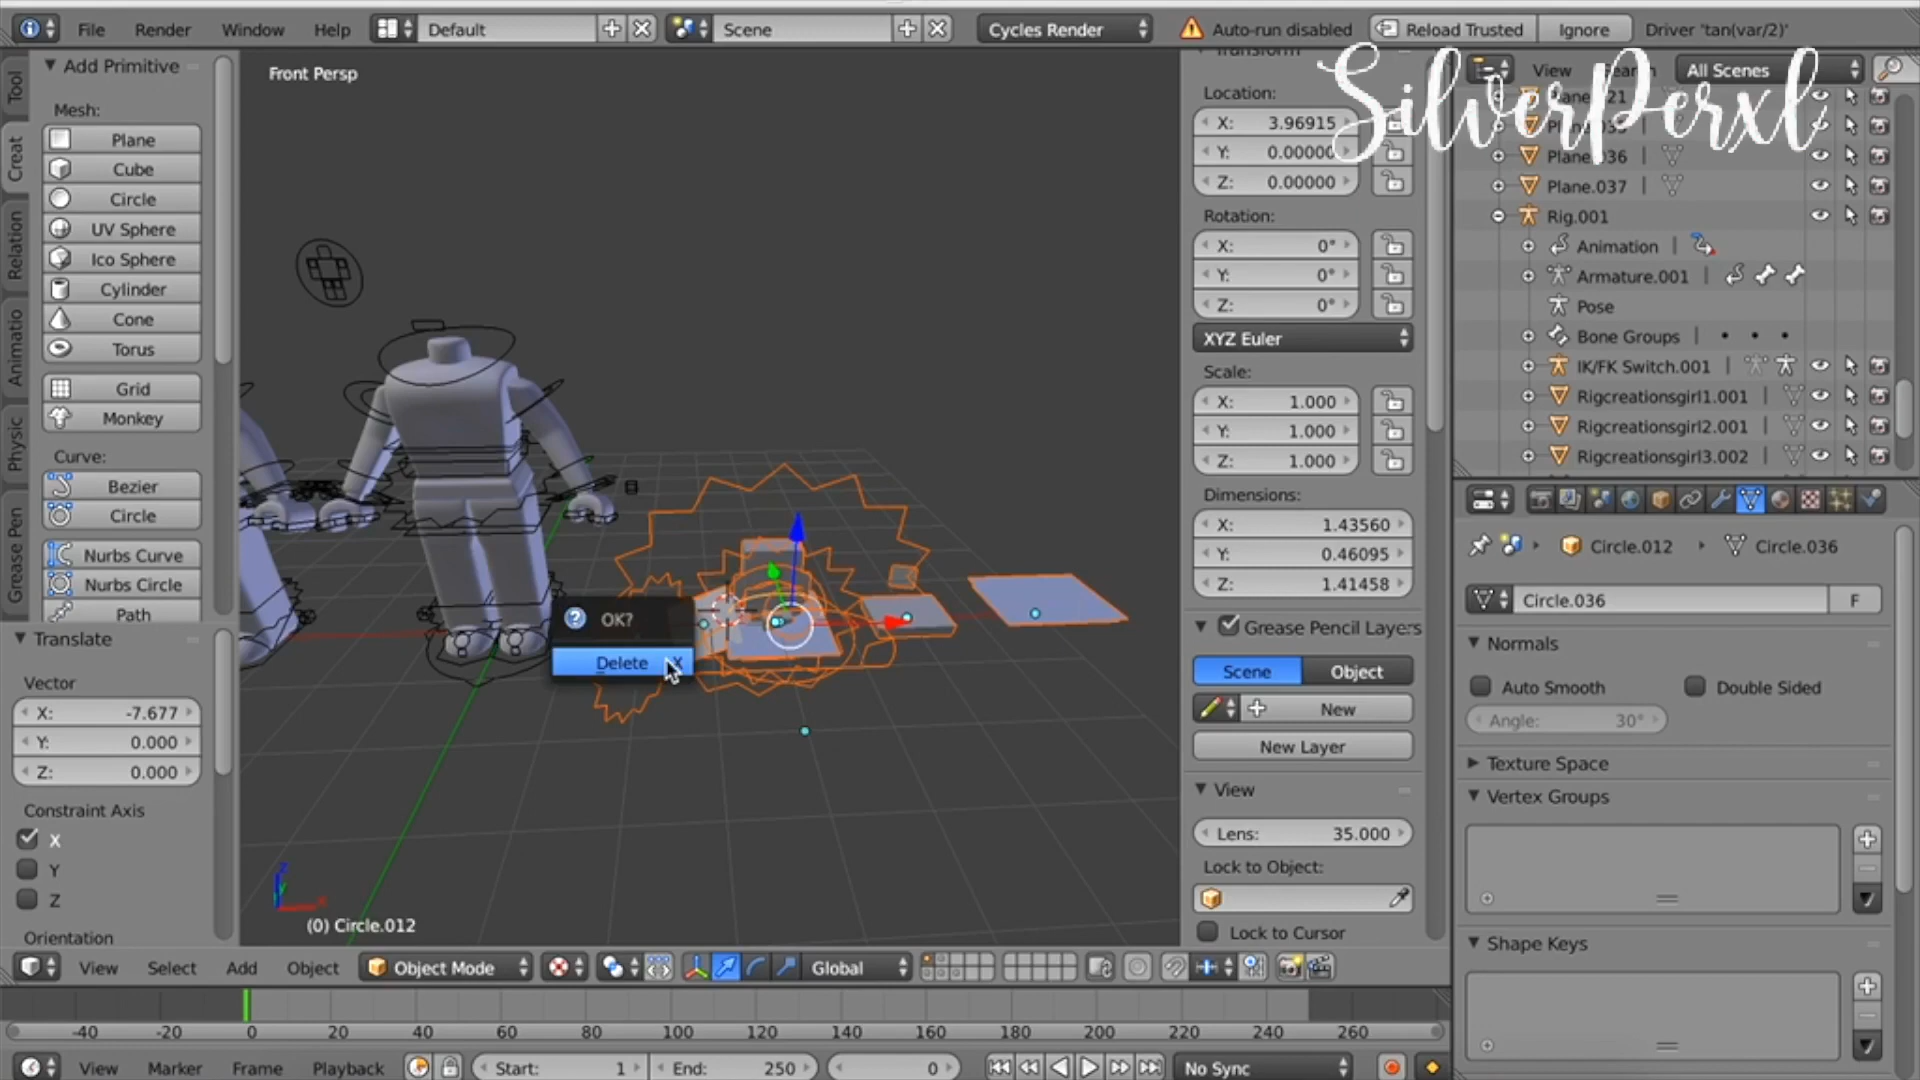 File Render Window Help Default Scene Cycles Render Auto-run disabled Reload Trusted Ignore Driver 'tan(var/2)'
SilverPerxl
Tool
Creat
Relation
Animatio
Physic
Grease Pen
Add Primitive
Mesh:
Plane
Cube
Circle
UV Sphere
Ico Sphere
Cylinder
Cone
Torus
Grid
Monkey
Curve:
Bezier
Circle
Nurbs Curve
Nurbs Circle
Path
Translate
Vector
X: -7.677
Y: 0.000
Z: 0.000
Constraint Axis
X
Y
Z
Orientation
Front Persp
OK?
Delete X
(0) Circle.012
Transform
Location:
X: 3.96915
Y: 0.00000
Z: 0.00000
Rotation:
X: 0°
Y: 0°
Z: 0°
XYZ Euler
Scale:
X: 1.000
Y: 1.000
Z: 1.000
Dimensions:
X: 1.43560
Y: 0.46095
Z: 1.41458
Grease Pencil Layers
Scene Object
New
New Layer
View
Lens: 35.000
Lock to Object:
Lock to Cursor
View Search All Scenes
Plane.036
Plane.037
Rig.001
Animation
Armature.001
Pose
Bone Groups
IK/FK Switch.001
Rigcreationsgirl1.001
Rigcreationsgirl2.001
Rigcreationsgirl3.002
Circle.012 Circle.036
Circle.036 F
Normals
Auto Smooth Double Sided
Angle: 30°
Texture Space
Vertex Groups
Shape Keys
View Select Add Object Object Mode Global
-40 -20 0 20 40 60 80 100 120 140 160 180 200 220 240 260
View Marker Frame Playback Start: 1 End: 250 0 No Sync